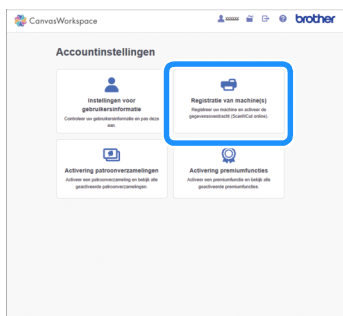 CanvasWorkspace
xxxxxx
brother
Accountinstellingen
Instellingen voor
gebruikersinformatie
Controleer uw gebruikersinformatie en pas deze
aan.
Registratie van machine(s)
Registreer uw machine en activeer de
gegevensoverdracht (ScanNCut online).
Activering patroonverzamelingen
Activeer een patroonverzameling en bekijk alle
geactiveerde patroonverzamelingen.
Activering premiumfuncties
Activeer een premiumfunctie en bekijk alle
geactiveerde premiumfuncties.